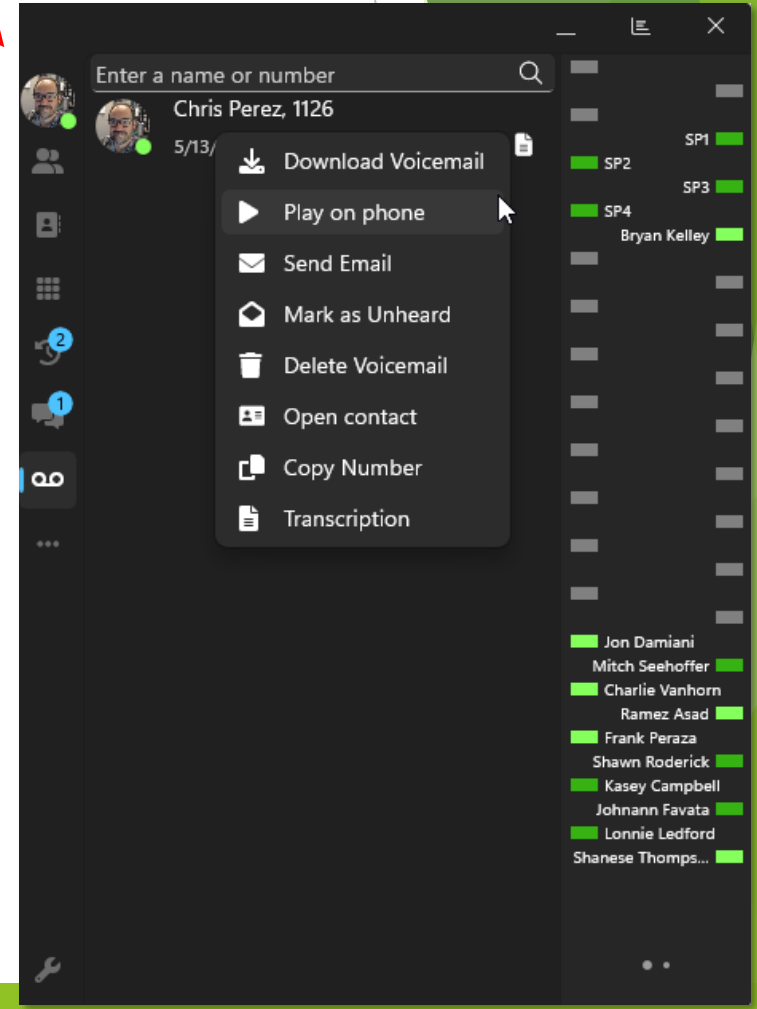 Enter a name or number
Chris Perez, 1126
5/13/
Download Voicemail
Play on phone
Send Email
Mark as Unheard
Delete Voicemail
Open contact
Copy Number
Transcription
2
1
SP1
SP2
SP3
SP4
Bryan Kelley
Jon Damiani
Mitch Seehoffer
Charlie Vanhorn
Ramez Asad
Frank Peraza
Shawn Roderick
Kasey Campbell
Johnann Favata
Lonnie Ledford
Shanese Thomps...